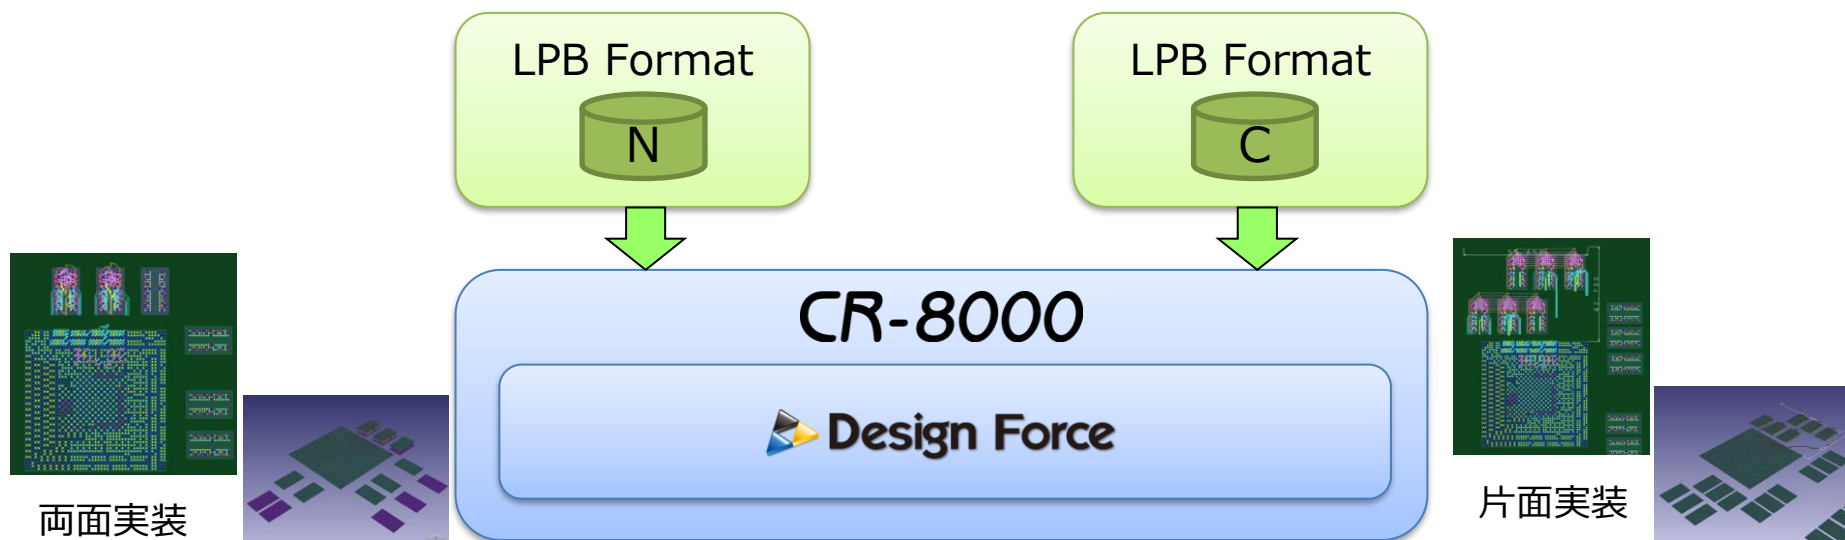 LPB Format
N
LPB Format
C
CR-8000
Design Force
両面実装
片面実装